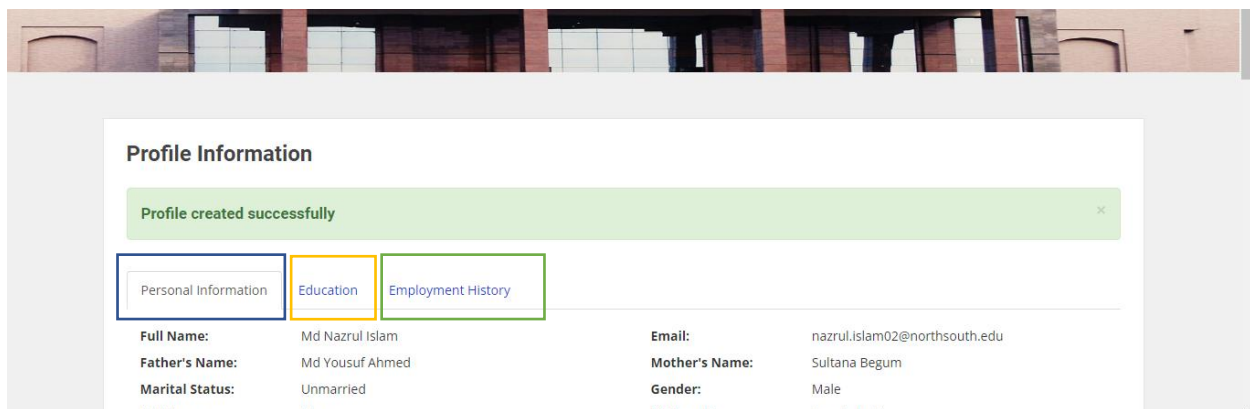 Profile Information
Profile created successfully ×
Personal Information Education Employment History
Full Name: Md Nazrul Islam Email: nazrul.islam02@northsouth.edu
Father's Name: Md Yousuf Ahmed Mother's Name: Sultana Begum
Marital Status: Unmarried Gender: Male